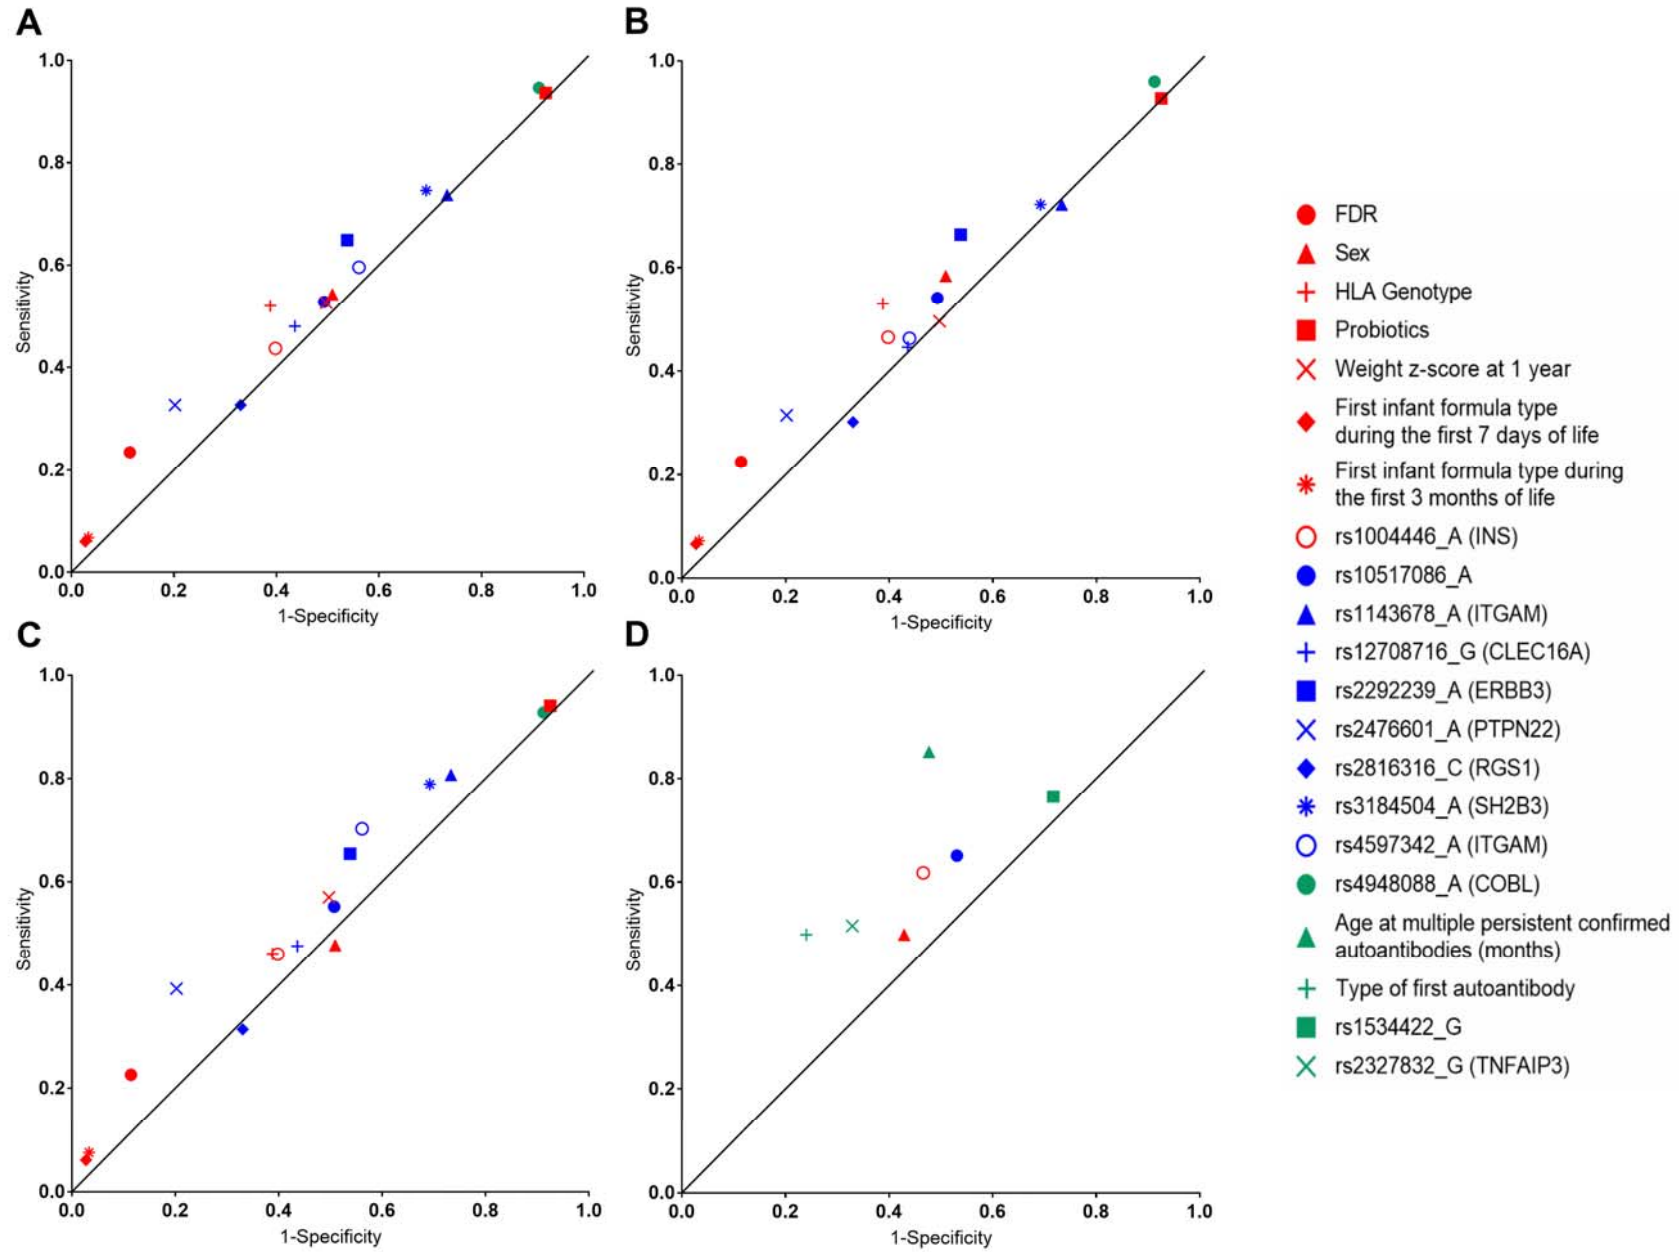 A
1.0
0.8
0.6
0.4
0.2
0.0
Sensitivity
0.0 0.2 0.4 0.6 0.8 1.0
1-Specificity
B
1.0
0.8
0.6
0.4
0.2
0.0
Sensitivity
0.0 0.2 0.4 0.6 0.8 1.0
1-Specificity
C
1.0
0.8
0.6
0.4
0.2
0.0
Sensitivity
0.0 0.2 0.4 0.6 0.8 1.0
1-Specificity
D
1.0
0.8
0.6
0.4
0.2
0.0
Sensitivity
0.0 0.2 0.4 0.6 0.8 1.0
1-Specificity
FDR
Sex
HLA Genotype
Probiotics
Weight z-score at 1 year
First infant formula type
during the first 7 days of life
First infant formula type during
the first 3 months of life
rs1004446_A (INS)
rs10517086_A
rs1143678_A (ITGAM)
rs12708716_G (CLEC16A)
rs2292239_A (ERBB3)
rs2476601_A (PTPN22)
rs2816316_C (RGS1)
rs3184504_A (SH2B3)
rs4597342_A (ITGAM)
rs4948088_A (COBL)
Age at multiple persistent confirmed
autoantibodies (months)
Type of first autoantibody
rs1534422_G
rs2327832_G (TNFAIP3)